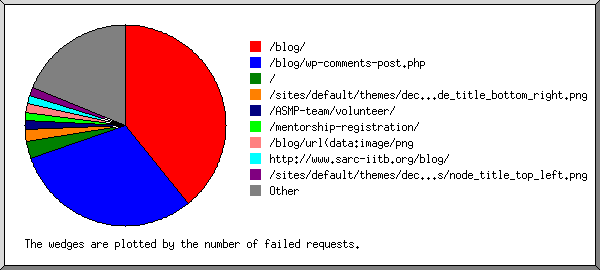 /blog/
/blog/wp-comments-post.php
/
/sites/default/themes/dec...de_title_bottom_right.png
/ASMP-team/volunteer/
/mentorship-registration/
/blog/url(data:image/png
http://www.sarc-iitb.org/blog/
/sites/default/themes/dec...s/node_title_top_left.png
Other
The wedges are plotted by the number of failed requests.